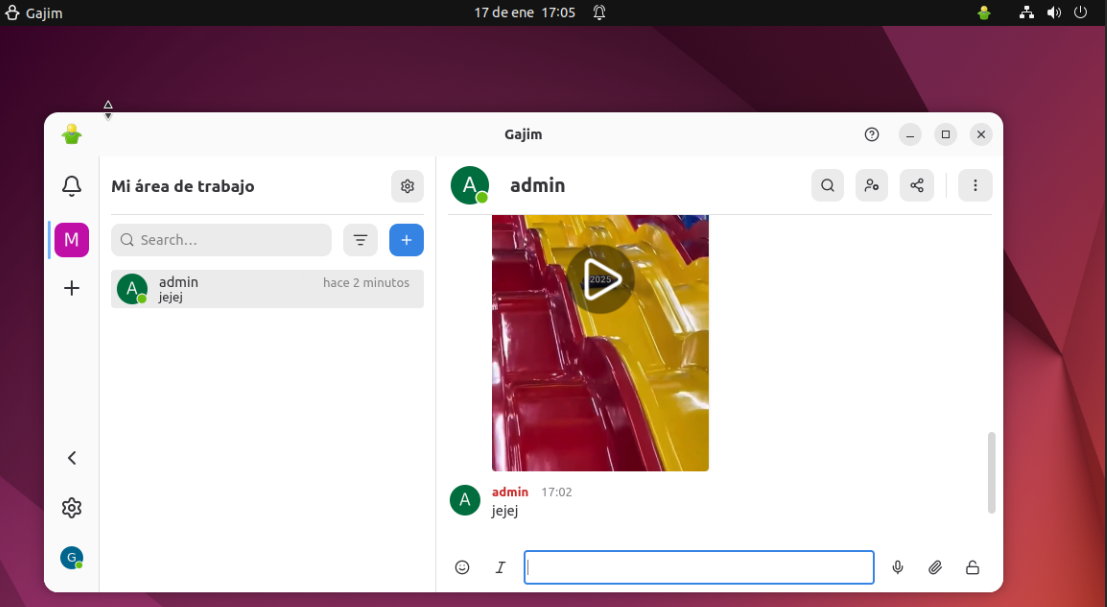 Gajim
17 de ene 17:05
Gajim
Mi área de trabajo
A
admin
M
Search...
A
admin
hace 2 minutos
jejej
2025
A
admin 17:02
jejej
G